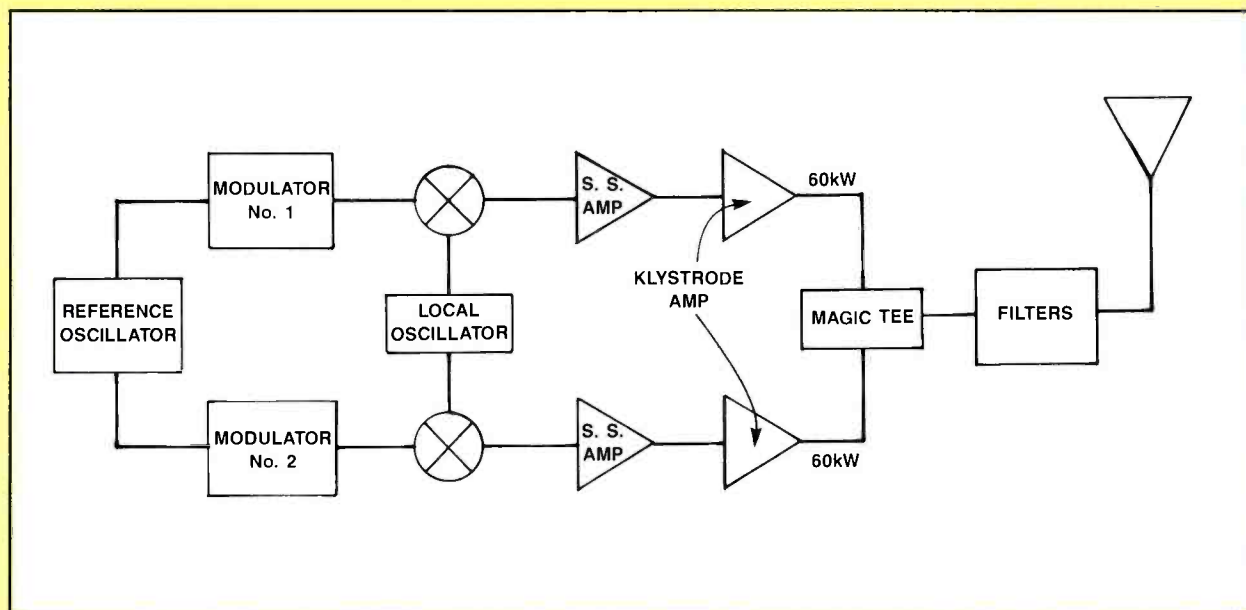 MODULATOR
No. 1
S. S.
AMP
60kW
KLYSTRODE
AMP
REFERENCE
OSCILLATOR
LOCAL
OSCILLATOR
MAGIC TEE
FILTERS
MODULATOR
No. 2
S. S.
AMP
60kW